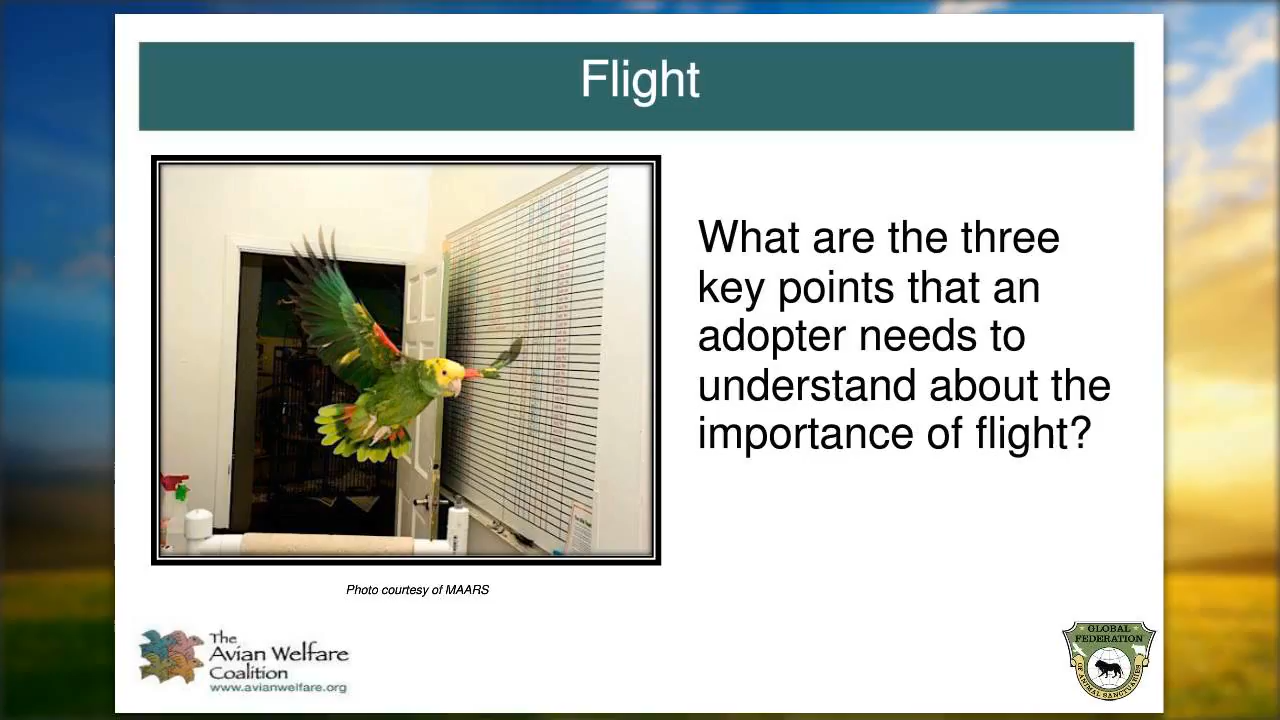 Flight
What are the three
key points that an
adopter needs to
understand about the
importance of flight?
Photo courtesy of MAARS
The
Avian Welfare
Coalition
www.avianwelfare.org
GLOBAL
FEDERATION
OF ANIMAL SANCTUARIES